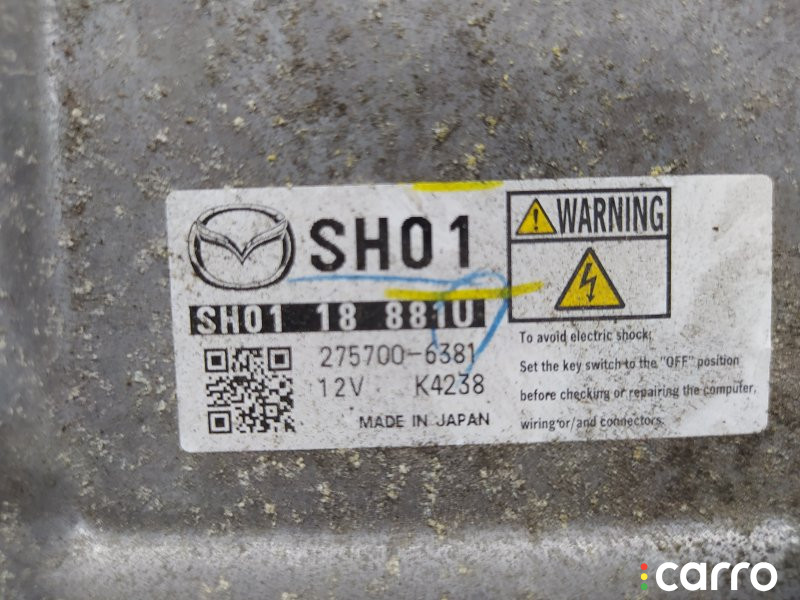 SH01
WARNING
SH01 18 881U
275700-6381
12V K4238
MADE IN JAPAN
To avoid electric shock;
Set the key switch to the "OFF" position
before checking or repairing the computer,
wiring or/and connectors.
carro